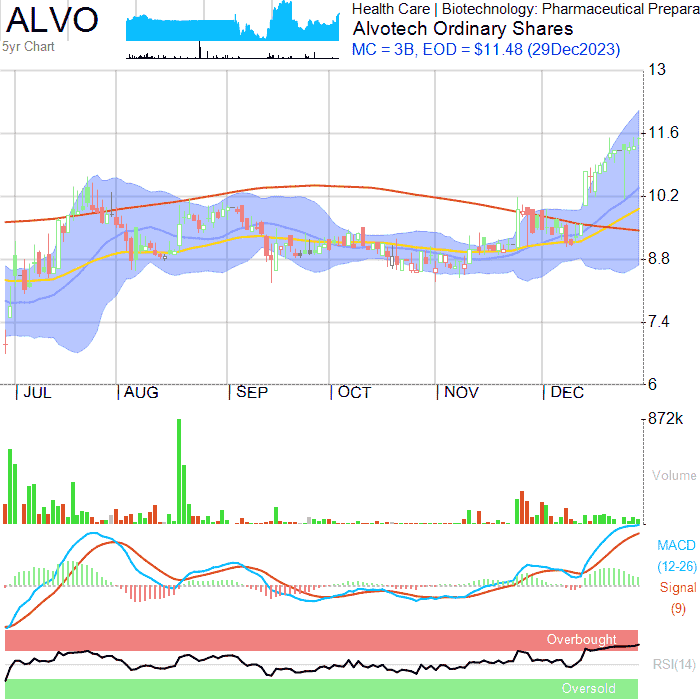 ALVO
5yr Chart
Health Care | Biotechnology: Pharmaceutical Prepara
Alvotech Ordinary Shares
MC = 3B, EOD = $11.48 (29Dec2023)
13
11.6
10.2
8.8
7.4
6
JUL AUG SEP OCT NOV DEC
872k
Volume
MACD
(12-26)
Signal
(9)
Overbought
RSI(14)
Oversold